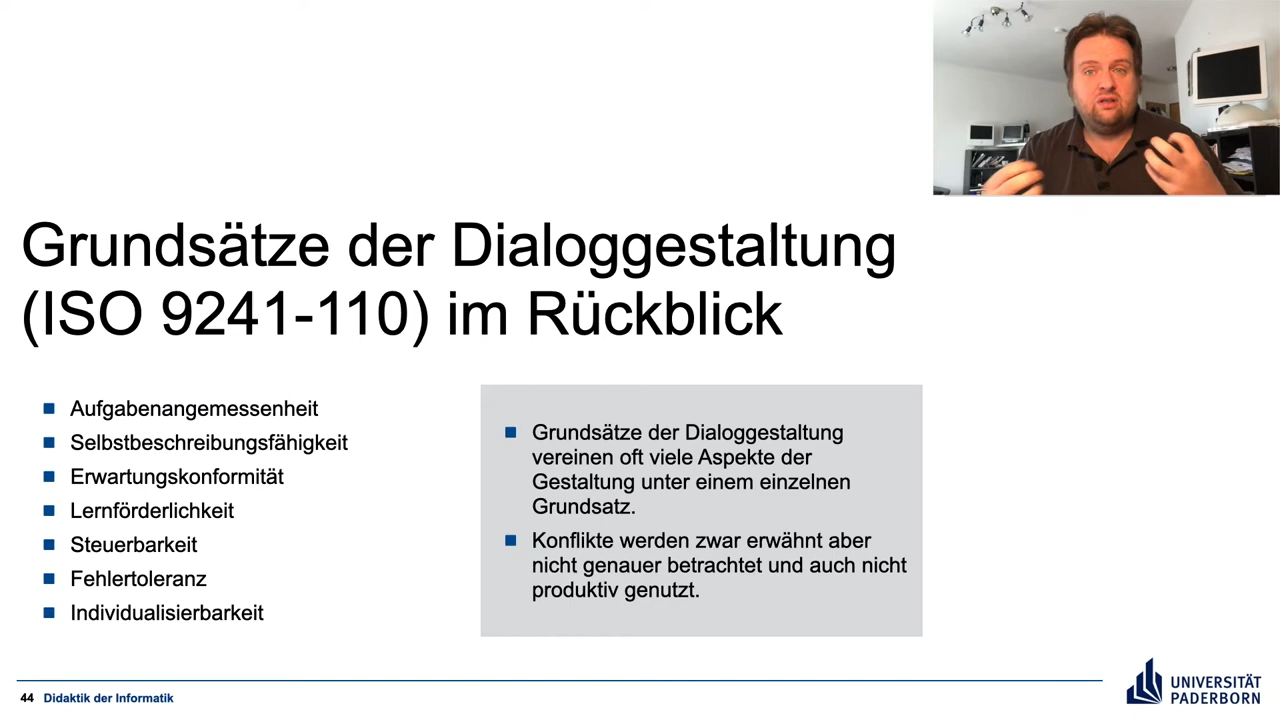 Grundsätze der Dialoggestaltung
(ISO 9241-110) im Rückblick
Aufgabenangemessenheit
Selbstbeschreibungsfähigkeit
Erwartungskonformität
Lernförderlichkeit
Steuerbarkeit
Fehlertoleranz
Individualisierbarkeit
Grundsätze der Dialoggestaltung
vereinen oft viele Aspekte der
Gestaltung unter einem einzelnen
Grundsatz.
Konflikte werden zwar erwähnt aber
nicht genauer betrachtet und auch nicht
produktiv genutzt.
44 Didaktik der Informatik
UNIVERSITÄT
PADERBORN